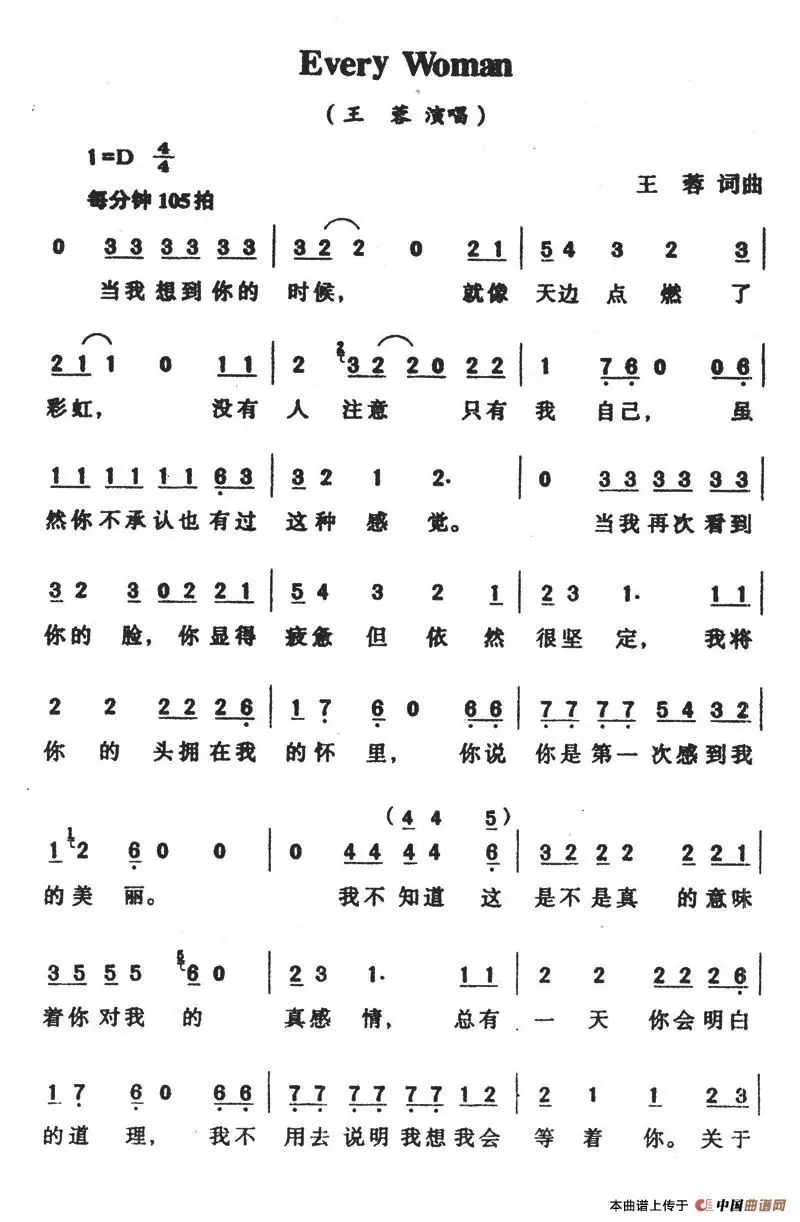 Every Woman
(王 蓉 演唱)
1=D 4/4
每分钟105拍
王 蓉 词曲
0 33 33 33 | 32 2 0 21 | 54 3 2 3 |
当我 想到 你的 时候, 就像 天边 点 燃 了
21 1 0 11 | 2 2 32 20 22 | 1 76 0 06 |
彩虹, 没有 人 注意 只有 我 自己, 虽
11 11 11 63 | 32 1 2· | 0 33 33 33 |
然你 不承 认也 有过 这种 感 觉。 当我 再次 看到
32 3 02 21 | 54 3 2 1 | 23 1· 11 |
你的 脸, 你 显得 疲惫 但 依 然 很坚 定, 我将
2 2 22 26 | 17 6 0 66 | 77 77 54 32 |
你 的 头拥 在我 的怀 里, 你说 你是 第一 次感 到我
(4 4 5)
1 1 2 6 0 0 | 0 44 44 6 | 32 22 2 21 |
的美 丽。 我不 知道 这 是不 是真 的 意味
35 55 5 6 0 | 23 1· 11 | 2 2 22 26 |
着你 对我 的 真感 情, 总有 一 天 你会 明白
17 6 0 66 | 77 77 77 12 | 2 1 1 23 |
的道 理, 我不 用去 说明 我想 我会 等 着 你。 关于
本曲谱上传于 中国曲谱网